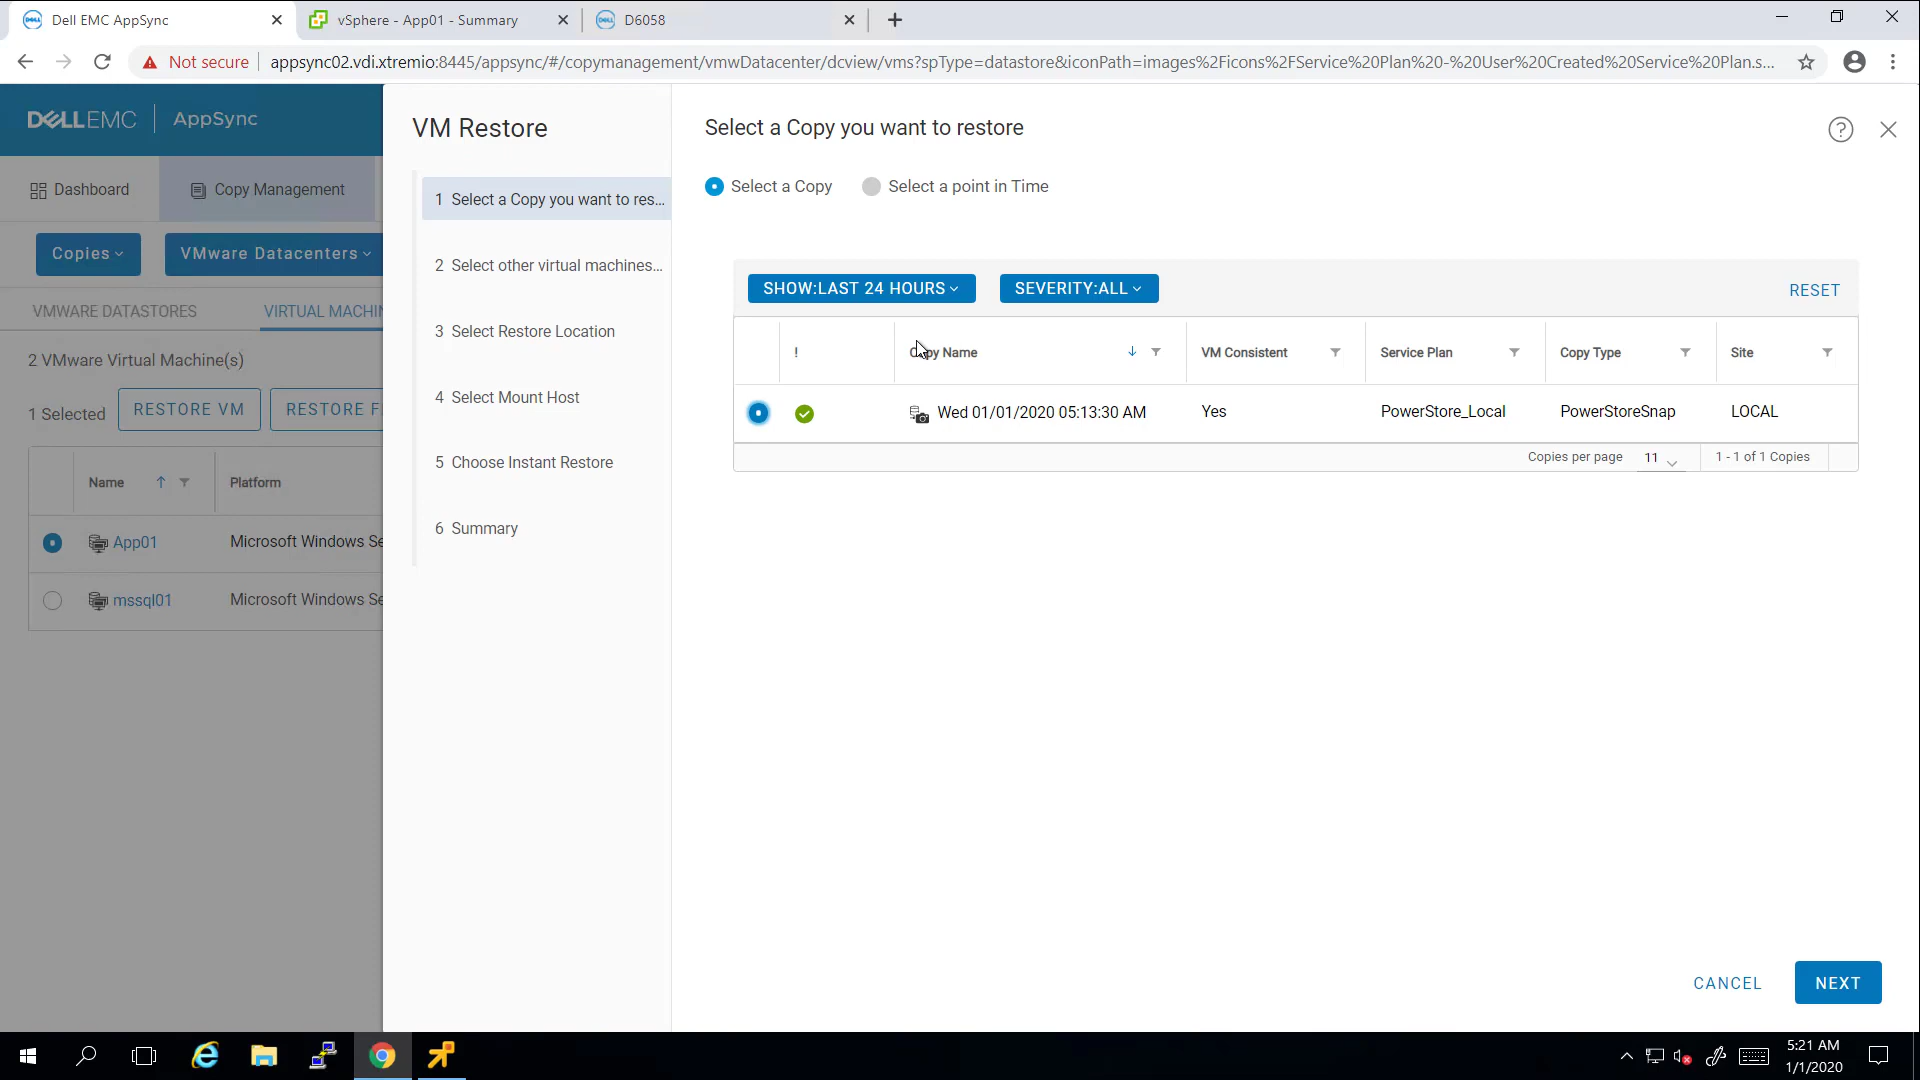 Dell EMC AppSync
vSphere - App01 - Summary
D6058
Not secure
appsync02.vdi.xtremio:8445/appsync/#/copymanagement/vmwDatacenter/dcview/vms?spType=datastore&iconPath=images%2Ficons%2FService%20Plan%20-%20User%20Created%20Service%20Plan.s...
DELLEMC AppSync
Dashboard
Copy Management
Copies
VMware Datacenters
VMWARE DATASTORES
VIRTUAL MACHIN
2 VMware Virtual Machine(s)
1 Selected
RESTORE VM
RESTORE F
Name
Platform
App01
Microsoft Windows Se
mssql01
Microsoft Windows Se
VM Restore
1 Select a Copy you want to res...
2 Select other virtual machines...
3 Select Restore Location
4 Select Mount Host
5 Choose Instant Restore
6 Summary
Select a Copy you want to restore
?
Select a Copy
Select a point in Time
SHOW:LAST 24 HOURS
SEVERITY:ALL
RESET
! Copy Name VM Consistent Service Plan Copy Type Site
Wed 01/01/2020 05:13:30 AM Yes PowerStore_Local PowerStoreSnap LOCAL
Copies per page 11 1 - 1 of 1 Copies
CANCEL
NEXT
5:21 AM
1/1/2020